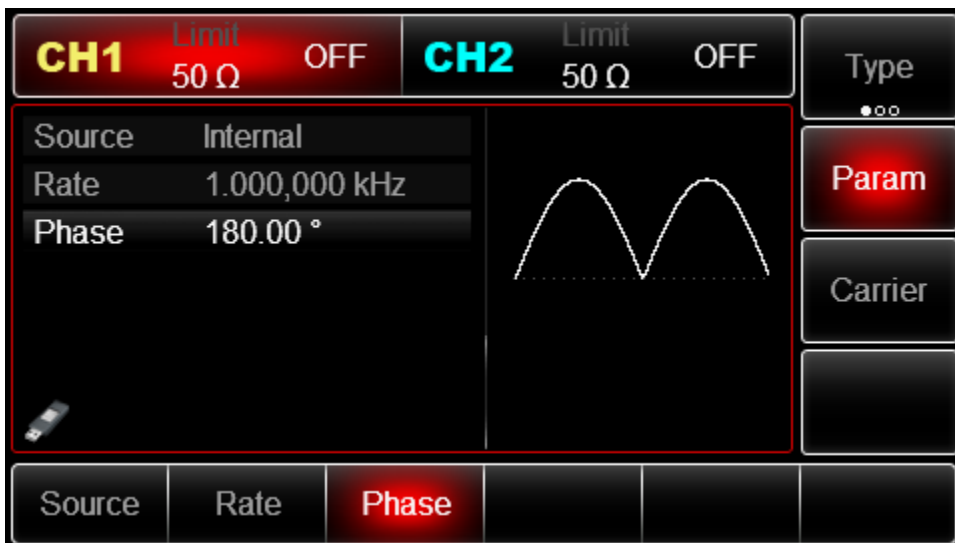 CH1 Limit 50 Ω OFF
CH2 Limit 50 Ω OFF
Type
Source Internal
Rate 1.000,000 kHz
Phase 180.00 °
Param
Carrier
Source Rate Phase